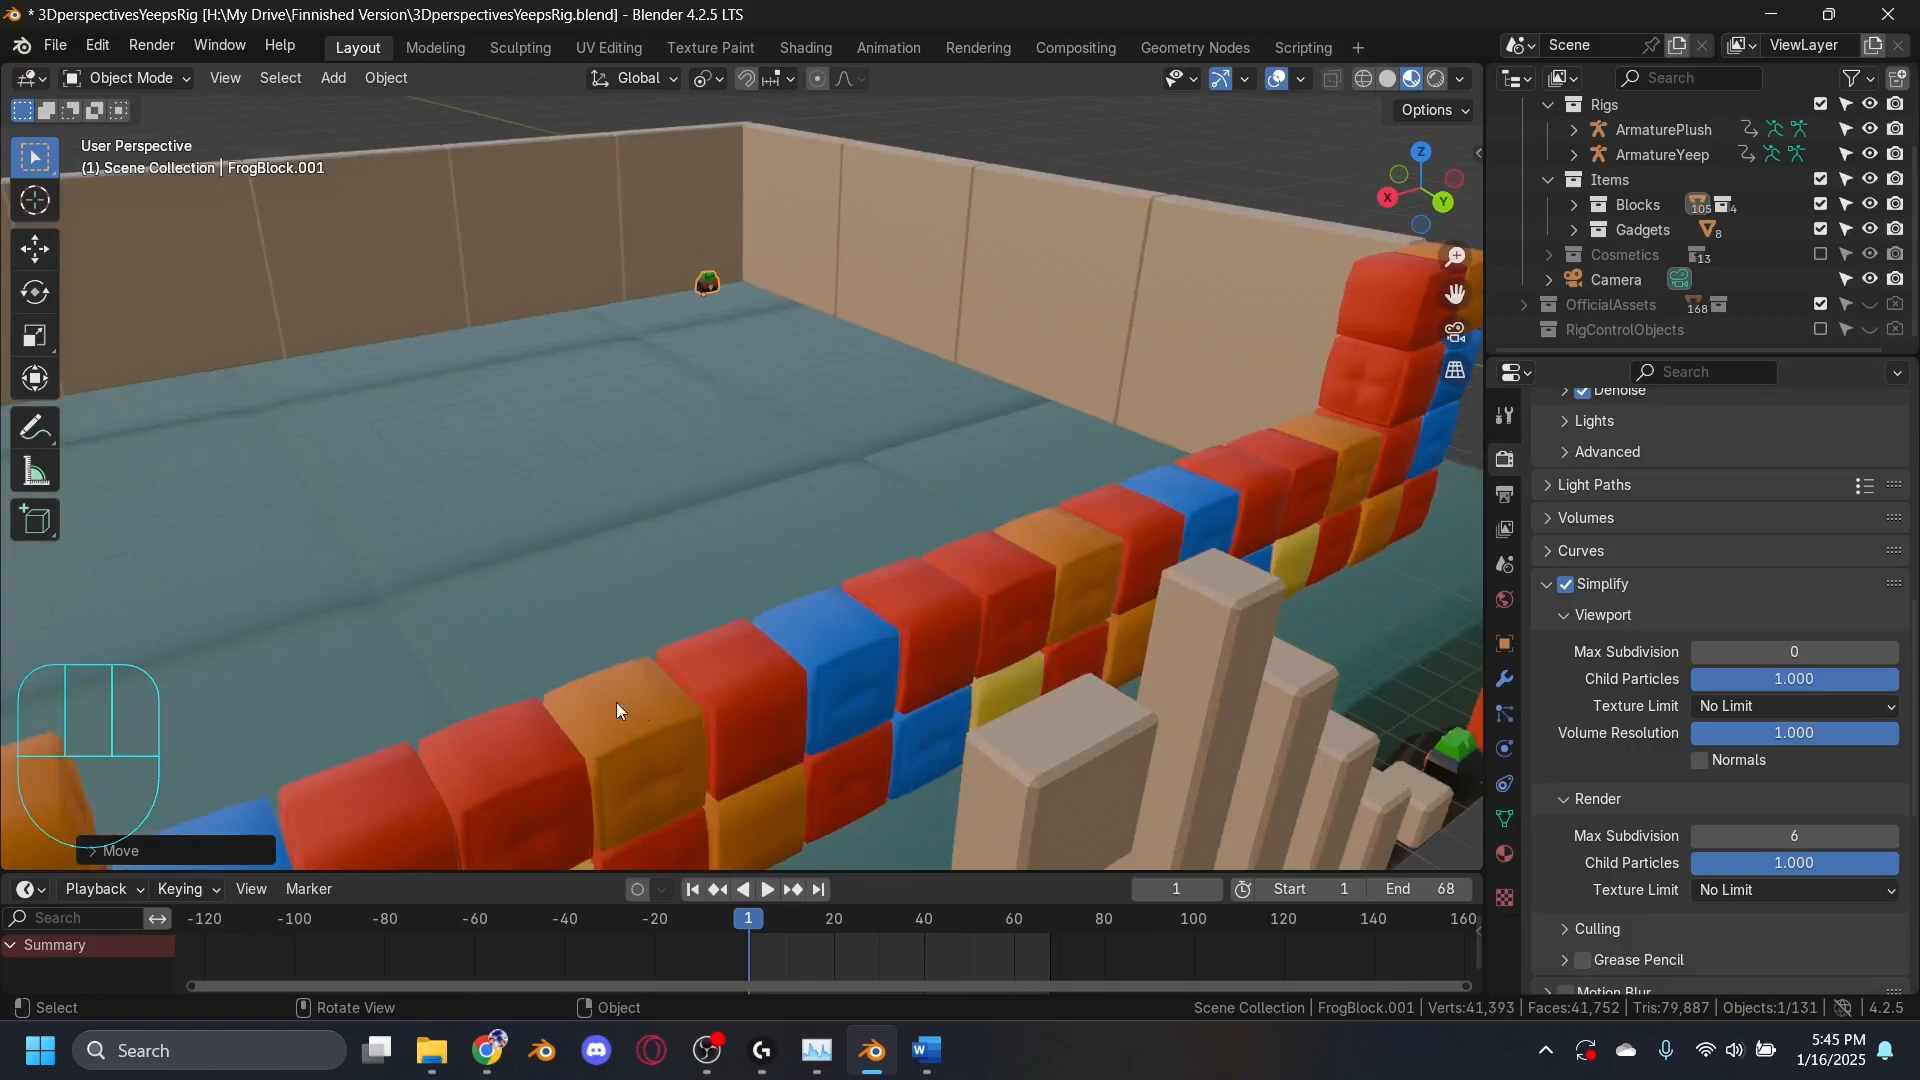 * 3DperspectivesYeepsRig [H:\My Drive\Finnished Version\3DperspectivesYeepsRig.blend] - Blender 4.2.5 LTS
File Edit Render Window Help Layout Modeling Sculpting UV Editing Texture Paint Shading Animation Rendering Compositing Geometry Nodes Scripting + Scene ViewLayer
Object Mode View Select Add Object Global Search
Options
User Perspective
(1) Scene Collection | FrogBlock.001
Z
X
Y
Rigs
ArmaturePlush
ArmatureYeep
Items
Blocks 105 4
Gadgets 8
Cosmetics 13
Camera
OfficialAssets 168
RigControlObjects
Search
Denoise
Lights
Advanced
Light Paths
Volumes
Curves
Simplify
Viewport
Max Subdivision 0
Child Particles 1.000
Texture Limit No Limit
Volume Resolution 1.000
Normals
Render
Max Subdivision 6
Child Particles 1.000
Texture Limit No Limit
Culling
Grease Pencil
Motion Blur
Move
Playback Keying View Marker 1 Start 1 End 68
Search -120 -100 -80 -60 -40 -20 1 20 40 60 80 100 120 140 160
Summary
Select Rotate View Object Scene Collection | FrogBlock.001 | Verts:41,393 | Faces:41,752 | Tris:79,887 | Objects:1/131 | 4.2.5
Search
5:45 PM
1/16/2025